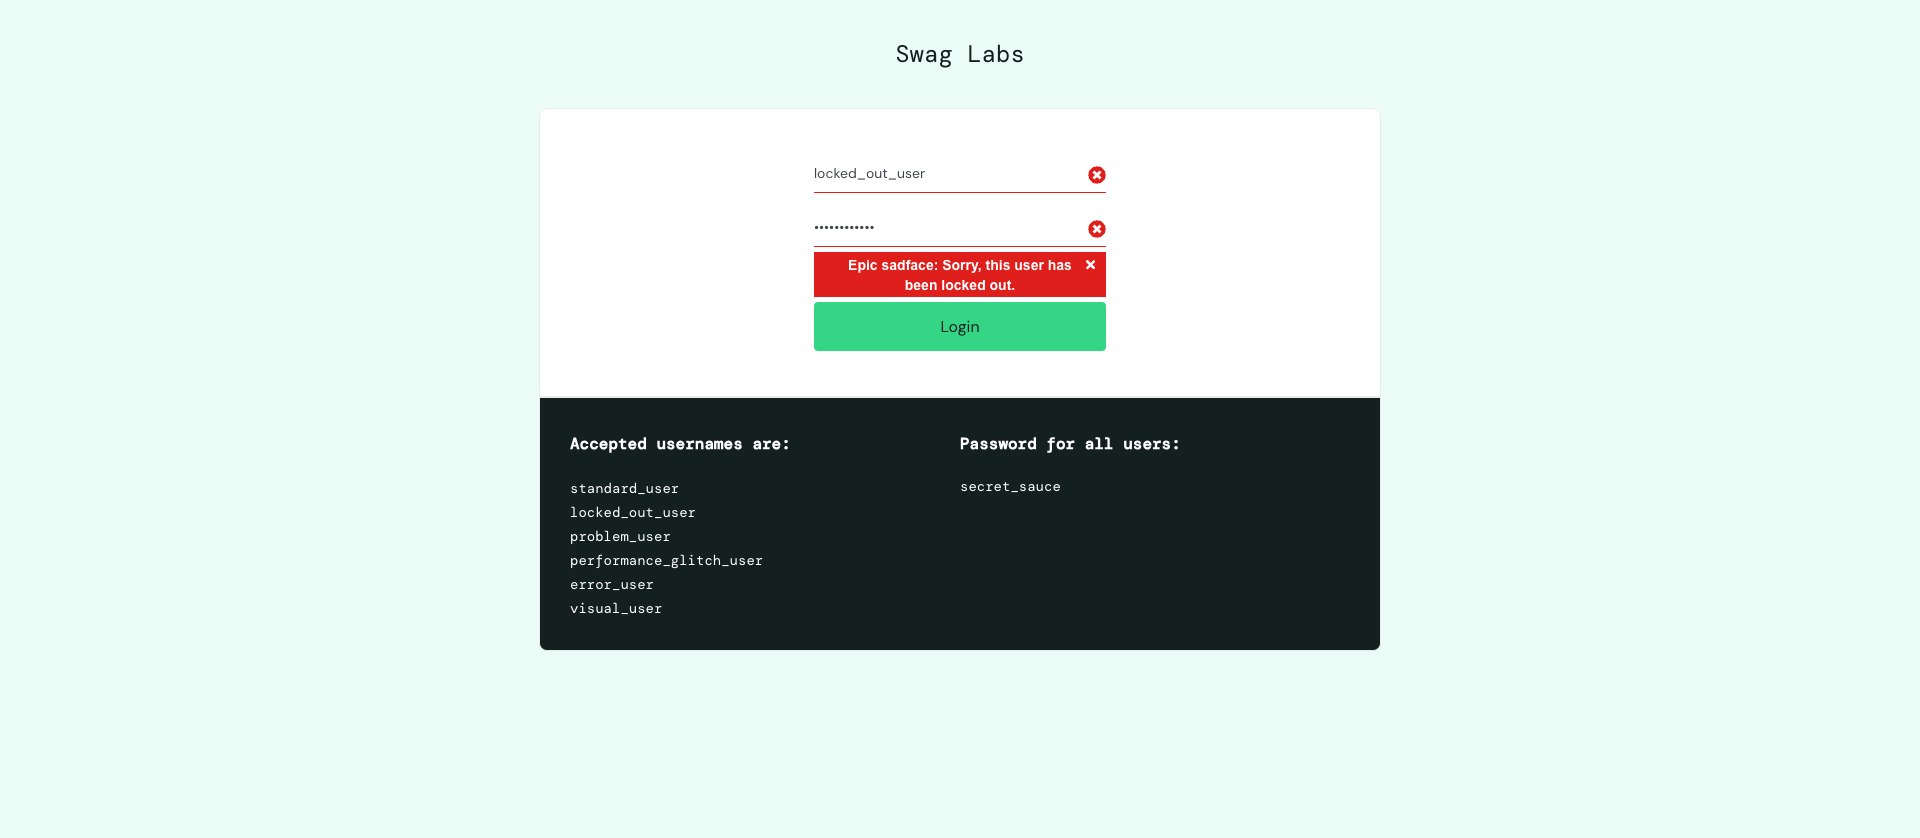 Swag Labs
locked_out_user
••••••••••••
Epic sadface: Sorry, this user has
been locked out.
Login
Accepted usernames are:
standard_user
locked_out_user
problem_user
performance_glitch_user
error_user
visual_user
Password for all users:
secret_sauce